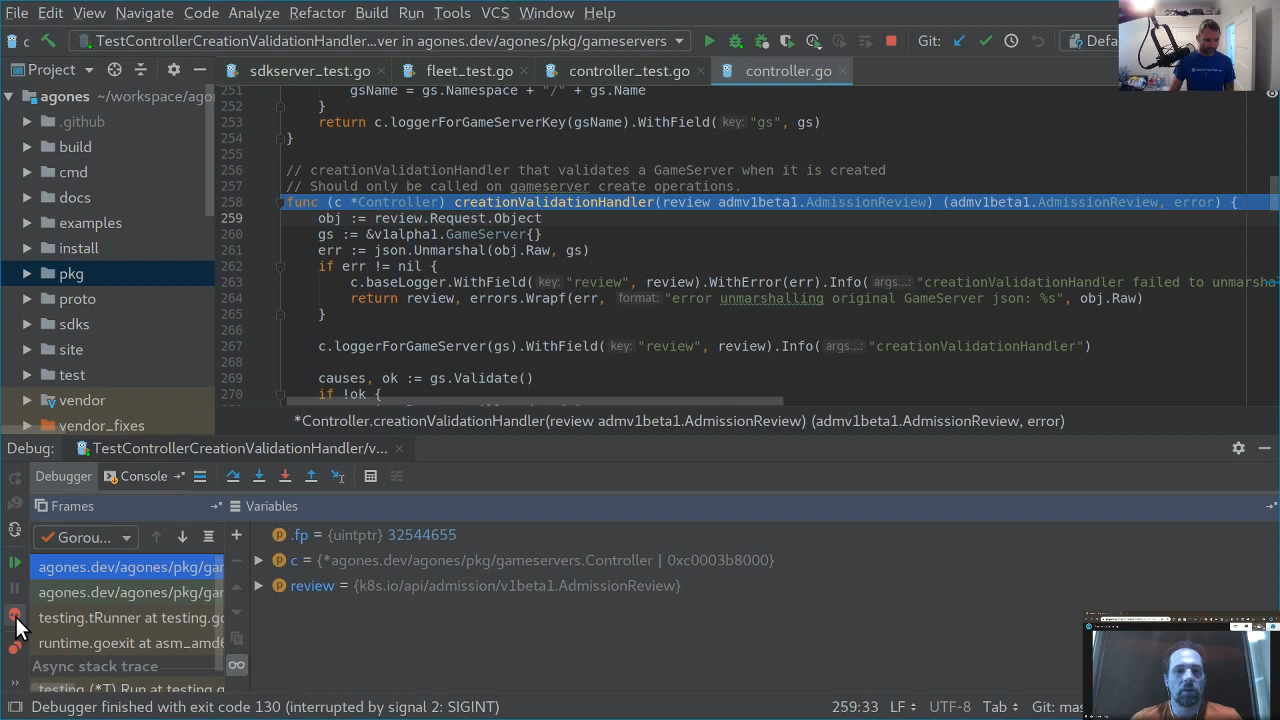 File Edit View Navigate Code Analyze Refactor Build Run Tools VCS Window Help
c TestControllerCreationValidationHandler...ver in agones.dev/agones/pkg/gameservers Git: Defa
Project sdkserver_test.go fleet_test.go controller_test.go controller.go
agones ~/workspace/ago
.github
build
cmd
docs
examples
install
pkg
proto
sdks
site
test
vendor
vendor_fixes
251 gsName = gs.Namespace + "/" + gs.Name
252 }
253 return c.loggerForGameServerKey(gsName).WithField( key: "gs", gs)
254 }
255
256 // creationValidationHandler that validates a GameServer when it is created
257 // Should only be called on gameserver create operations.
258 func (c *Controller) creationValidationHandler(review admv1beta1.AdmissionReview) (admv1beta1.AdmissionReview, error) {
259 obj := review.Request.Object
260 gs := &v1alpha1.GameServer{}
261 err := json.Unmarshal(obj.Raw, gs)
262 if err != nil {
263 c.baseLogger.WithField( key: "review", review).WithError(err).Info( args...: "creationValidationHandler failed to unmarsha
264 return review, errors.Wrapf(err, format: "error unmarshalling original GameServer json: %s", obj.Raw)
265 }
266
267 c.loggerForGameServer(gs).WithField( key: "review", review).Info( args...: "creationValidationHandler")
268
269 causes, ok := gs.Validate()
270 if !ok {
*Controller.creationValidationHandler(review admv1beta1.AdmissionReview) (admv1beta1.AdmissionReview, error)
Debug: TestControllerCreationValidationHandler/v...
Debugger Console
Frames Variables
Gorou...
agones.dev/agones/pkg/gar
agones.dev/agones/pkg/gar
testing.tRunner at testing.go
runtime.goexit at asm_amd6
Async stack trace
testing.(*T).Run at testing.g
.fp = {uintptr} 32544655
c = {*agones.dev/agones/pkg/gameservers.Controller | 0xc0003b8000}
review = {k8s.io/api/admission/v1beta1.AdmissionReview}
Debugger finished with exit code 130 (interrupted by signal 2: SIGINT) 259:33 LF UTF-8 Tab Git: mas